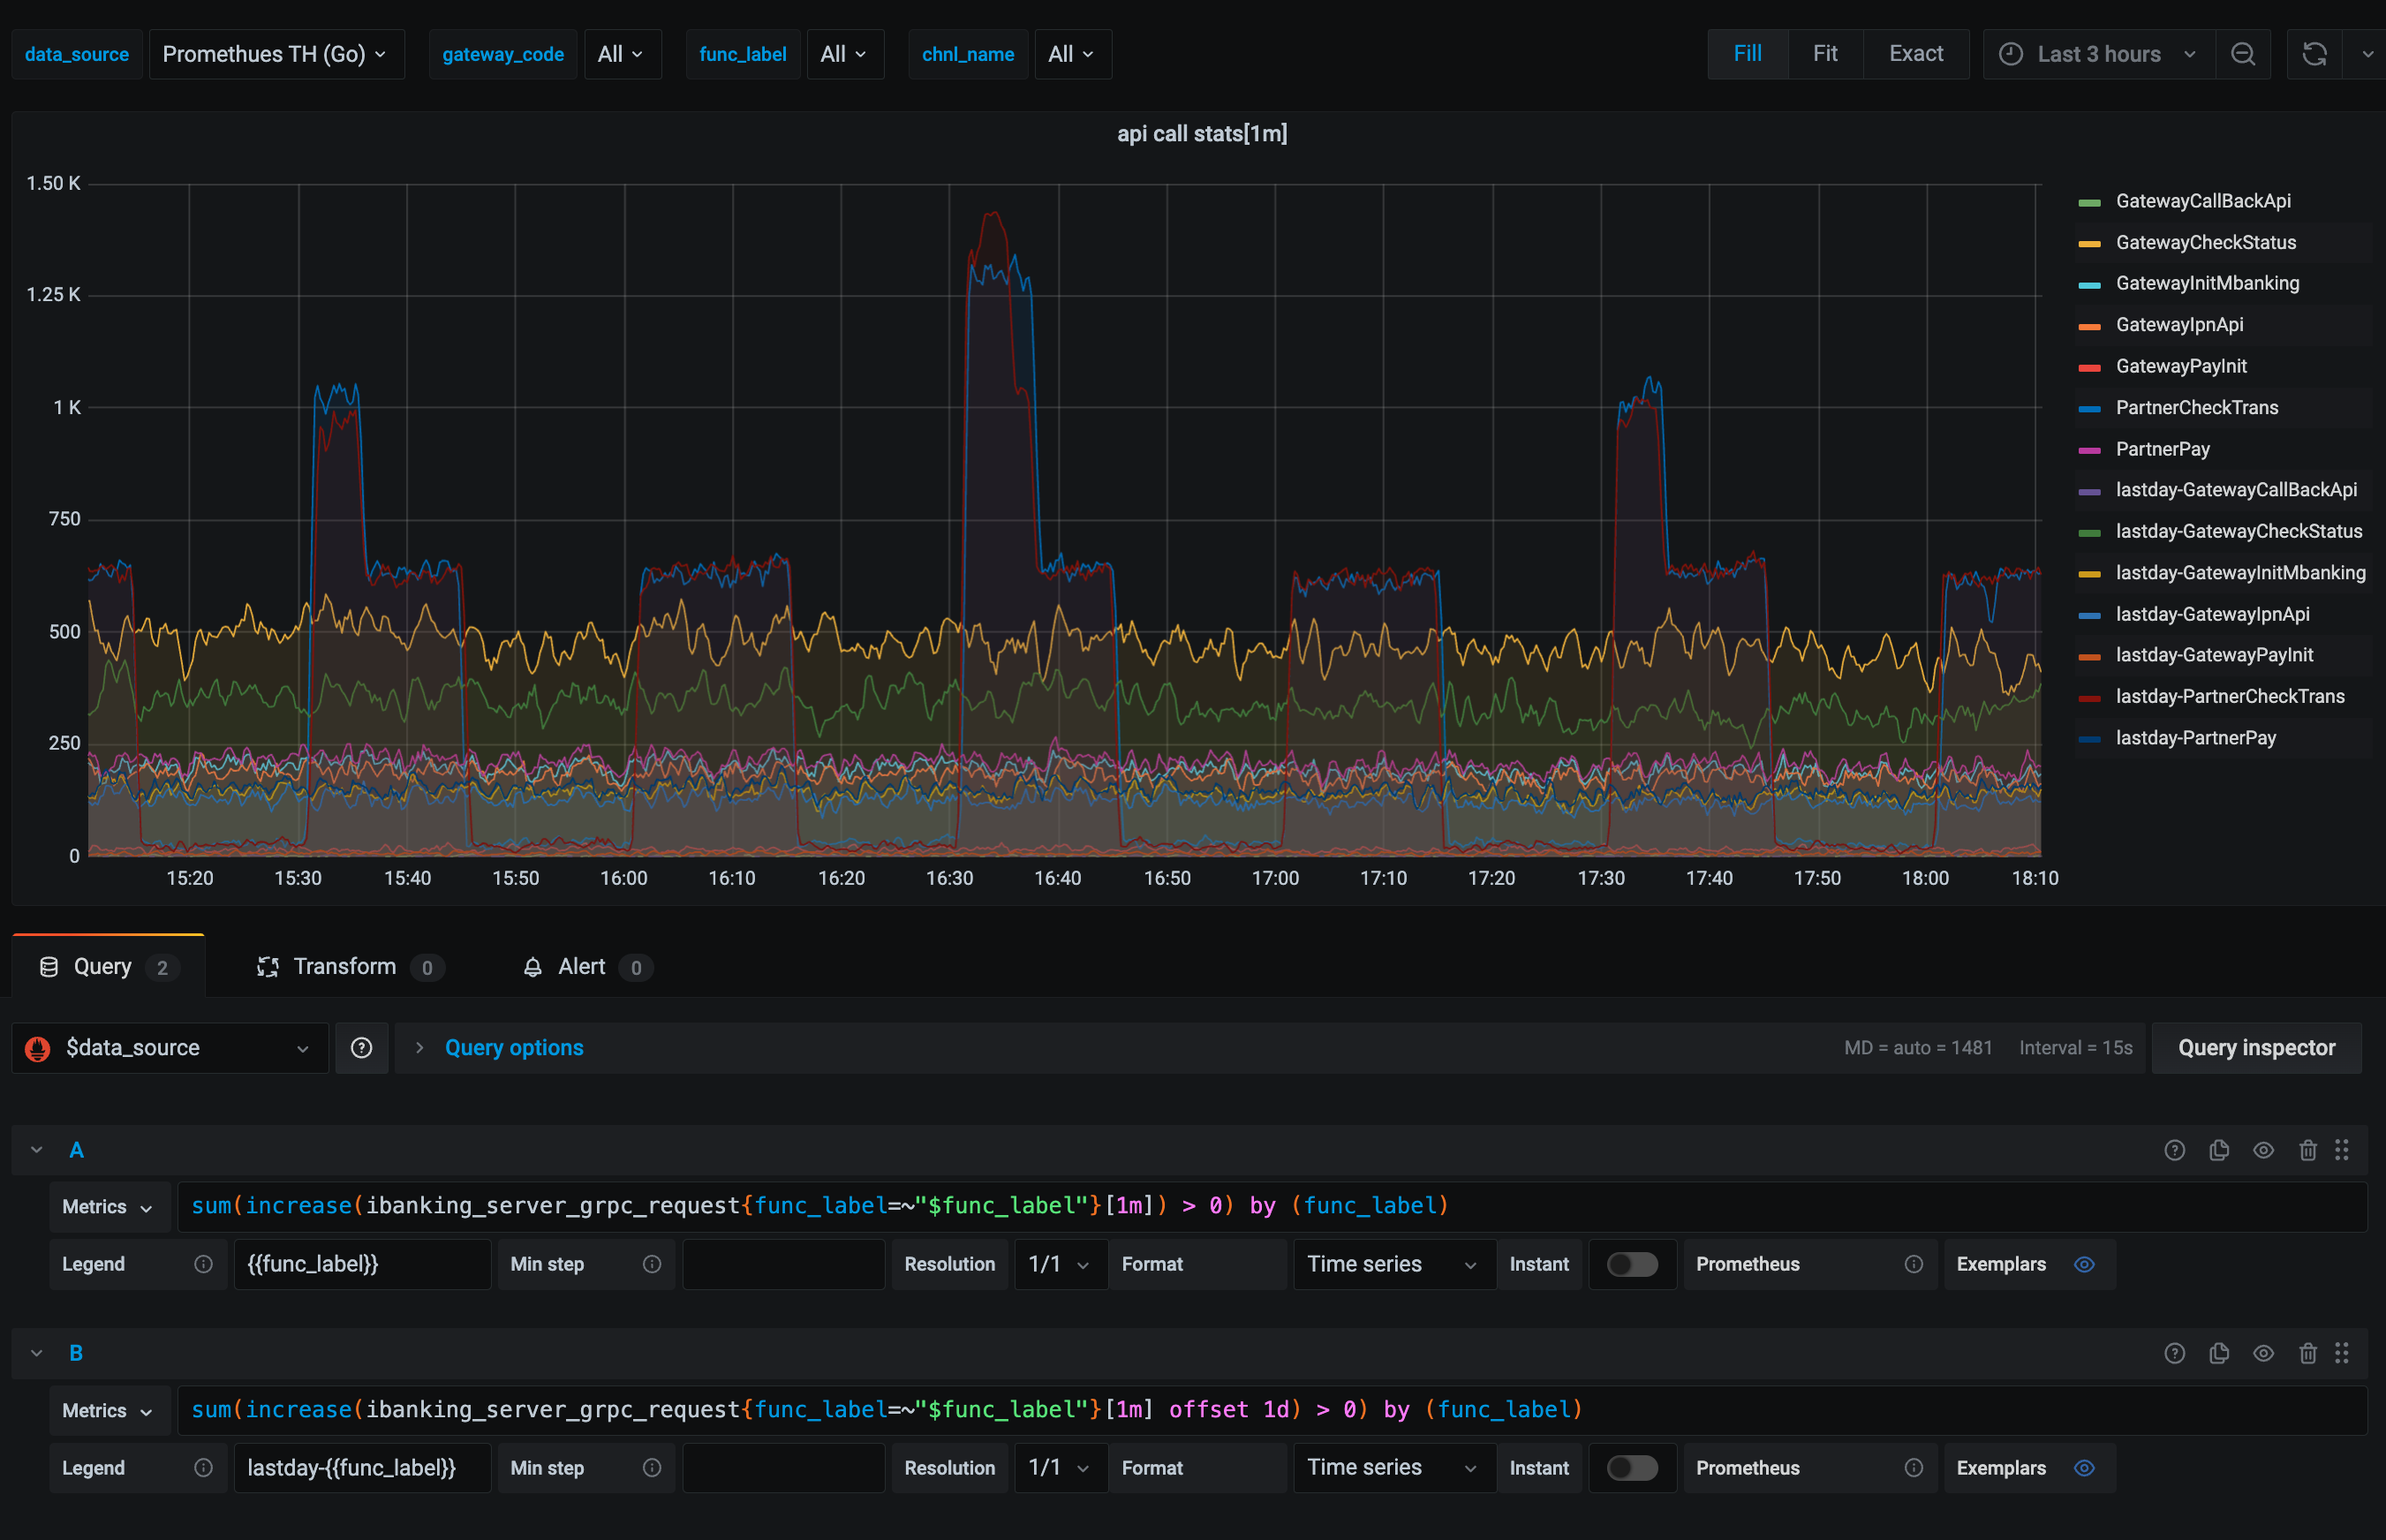 data_source Promethues TH (Go) gateway_code All func_label All chnl_name All Fill Fit Exact Last 3 hours
api call stats[1m]
1.50 K
1.25 K
1 K
750
500
250
0
15:20 15:30 15:40 15:50 16:00 16:10 16:20 16:30 16:40 16:50 17:00 17:10 17:20 17:30 17:40 17:50 18:00 18:10
GatewayCallBackApi
GatewayCheckStatus
GatewayInitMbanking
GatewayIpnApi
GatewayPayInit
PartnerCheckTrans
PartnerPay
lastday-GatewayCallBackApi
lastday-GatewayCheckStatus
lastday-GatewayInitMbanking
lastday-GatewayIpnApi
lastday-GatewayPayInit
lastday-PartnerCheckTrans
lastday-PartnerPay
Query 2 Transform 0 Alert 0
$data_source Query options MD = auto = 1481 Interval = 15s Query inspector
A
Metrics sum(increase(ibanking_server_grpc_request{func_label=~"$func_label"}[1m]) > 0) by (func_label)
Legend {{func_label}} Min step Resolution 1/1 Format Time series Instant Prometheus Exemplars
B
Metrics sum(increase(ibanking_server_grpc_request{func_label=~"$func_label"}[1m] offset 1d) > 0) by (func_label)
Legend lastday-{{func_label}} Min step Resolution 1/1 Format Time series Instant Prometheus Exemplars